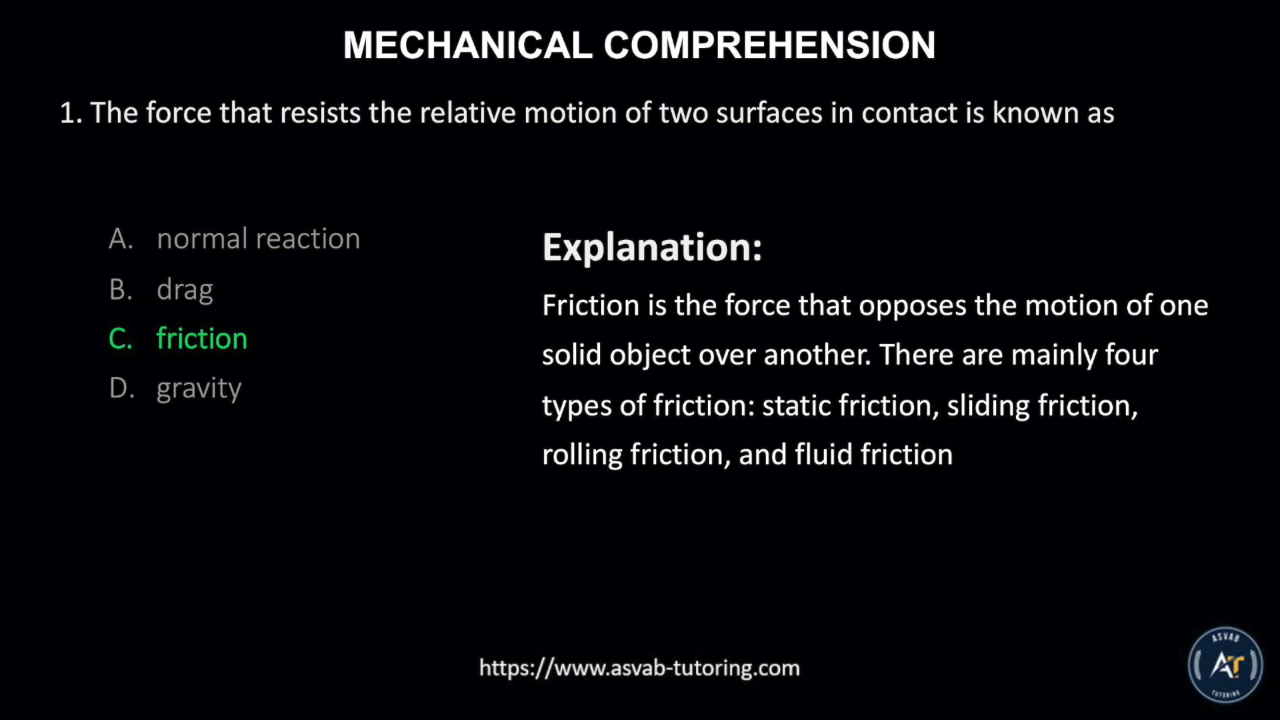 MECHANICAL COMPREHENSION
1. The force that resists the relative motion of two surfaces in contact is known as
A. normal reaction
B. drag
C. friction
D. gravity
Explanation:
Friction is the force that opposes the motion of one
solid object over another. There are mainly four
types of friction: static friction, sliding friction,
rolling friction, and fluid friction
https://www.asvab-tutoring.com
ASVAB
AT
TUTORING